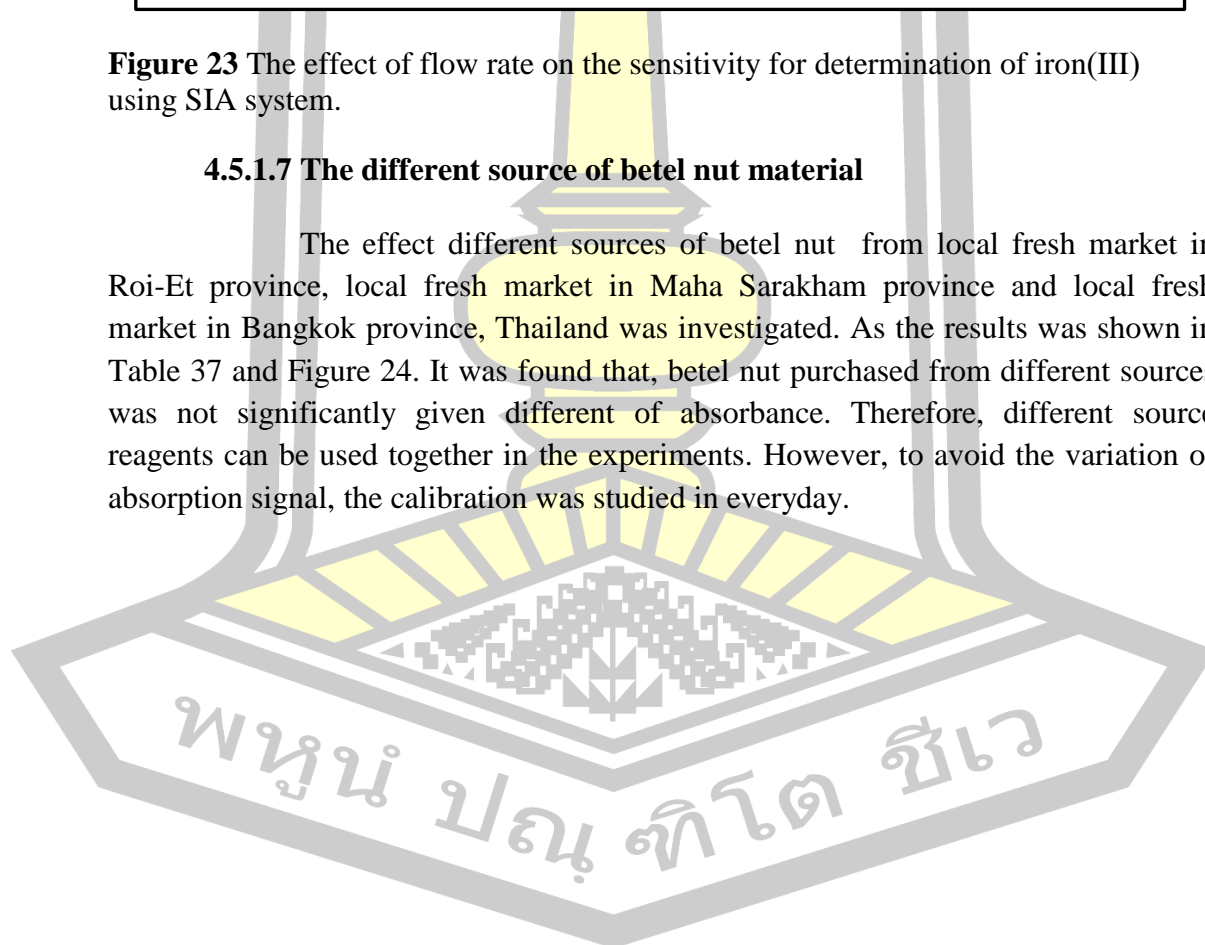 Figure 23 The effect of flow rate on the sensitivity for determination of iron(III)
using SIA system.
4.5.1.7 The different source of betel nut material
The effect different sources of betel nut from local fresh market in
Roi-Et province, local fresh market in Maha Sarakham province and local fresh
market in Bangkok province, Thailand was investigated. As the results was shown in
Table 37 and Figure 24. It was found that, betel nut purchased from different sources
was not significantly given different of absorbance. Therefore, different source
reagents can be used together in the experiments. However, to avoid the variation of
absorption signal, the calibration was studied in everyday.
พหูนํ ปณฺฑิโต ชีเว